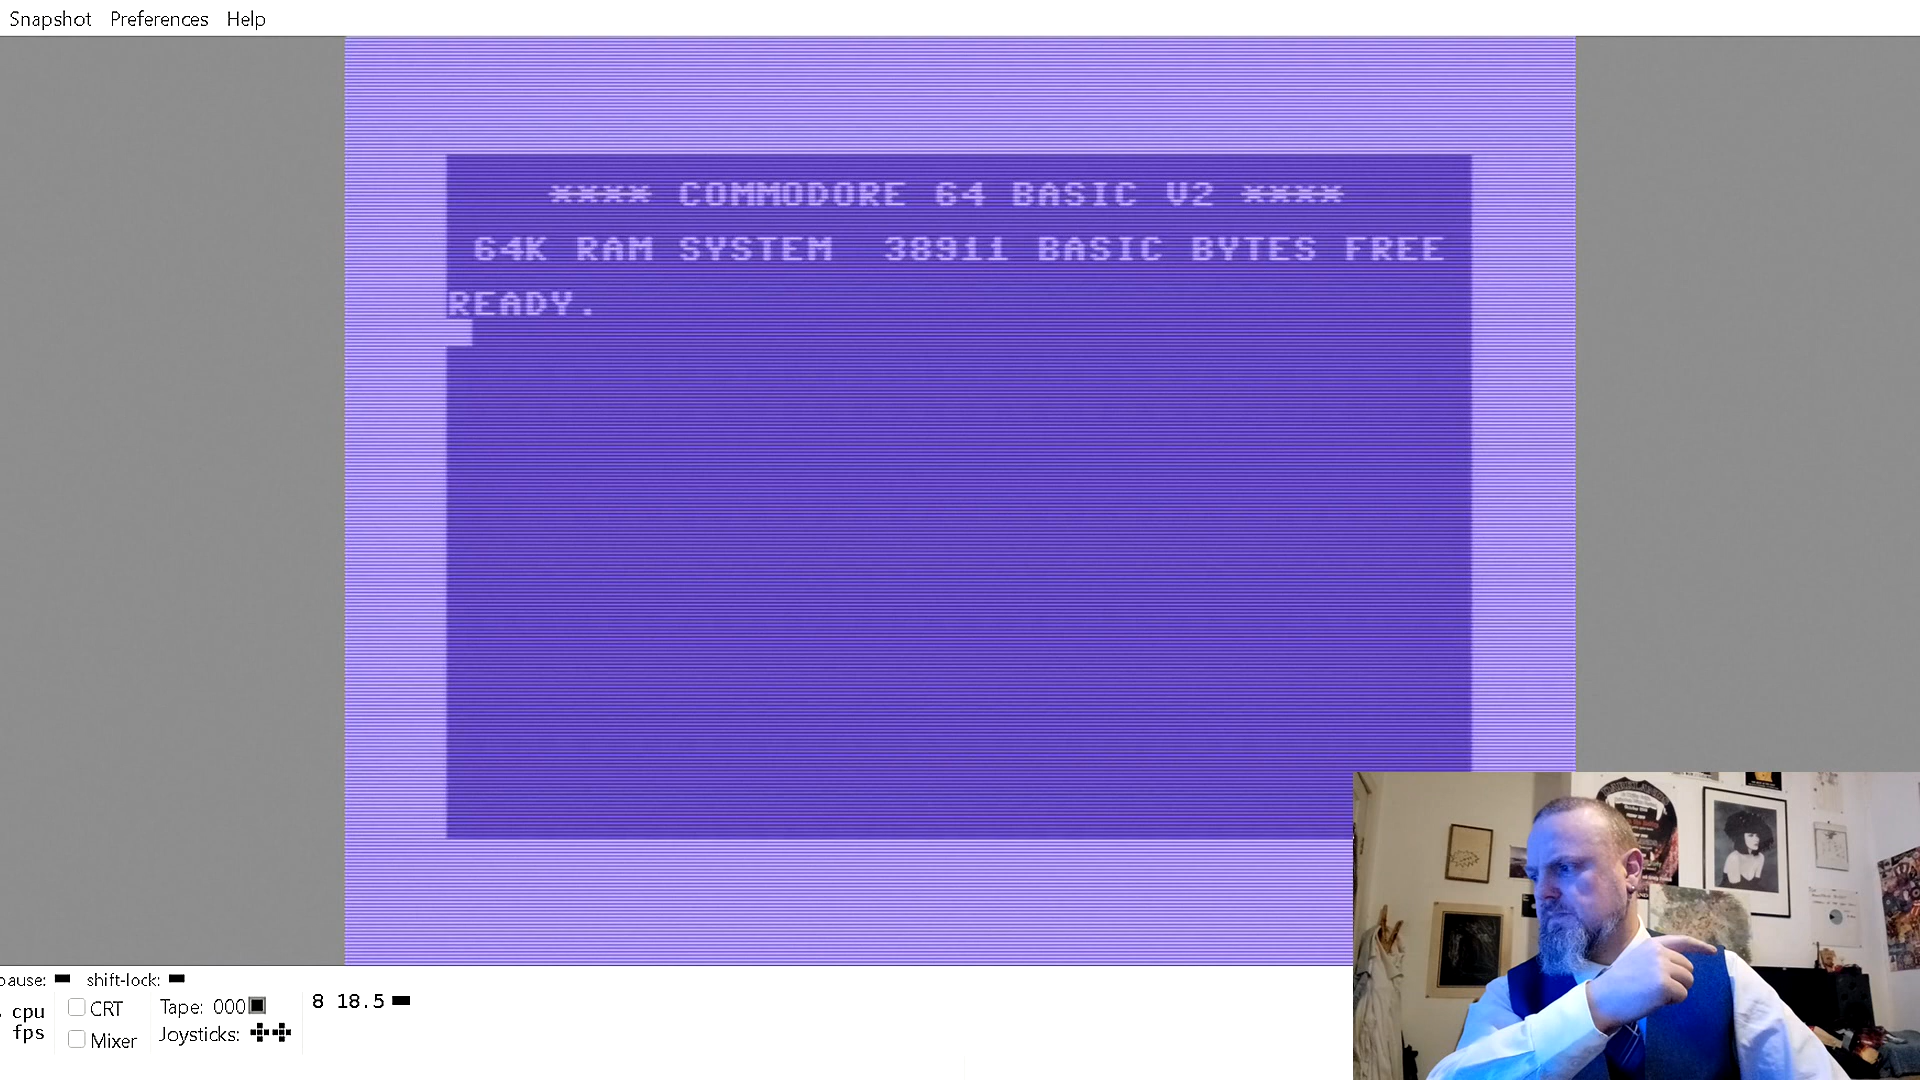 Snapshot Preferences Help
**** COMMODORE 64 BASIC V2 ****
64K RAM SYSTEM  38911 BASIC BYTES FREE
READY.
pause: shift-lock:
cpu
fps
CRT
Mixer
Tape: 000
Joysticks:
8 18.5